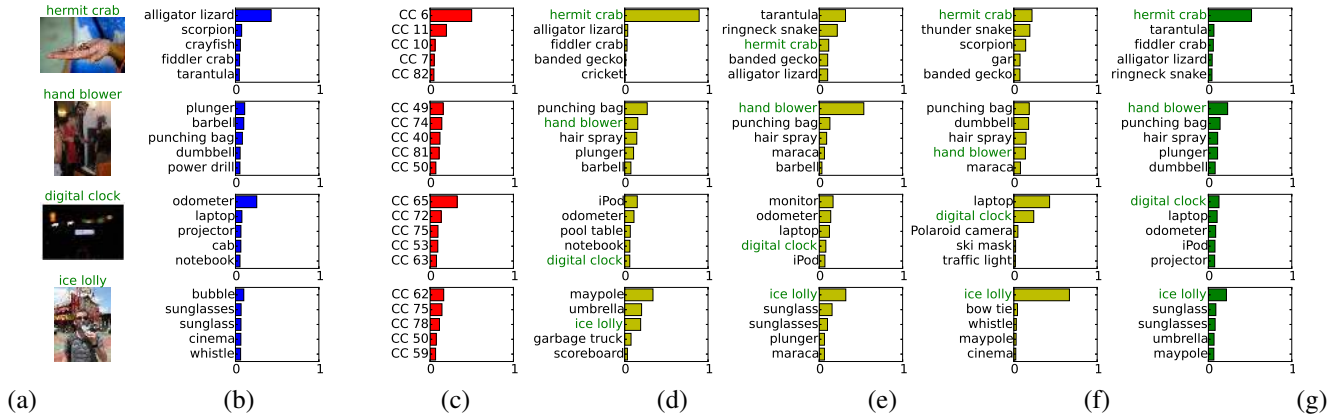 hermit crab
alligator lizard
scorpion
crayfish
fiddler crab
tarantula
0 1
CC 6
CC 11
CC 10
CC 7
CC 82
0 1
hermit crab
alligator lizard
fiddler crab
banded gecko
cricket
0 1
tarantula
ringneck snake
hermit crab
banded gecko
alligator lizard
0 1
hermit crab
thunder snake
scorpion
gar
banded gecko
0 1
hermit crab
tarantula
fiddler crab
alligator lizard
ringneck snake
0 1
hand blower
plunger
barbell
punching bag
dumbbell
power drill
0 1
CC 49
CC 74
CC 40
CC 81
CC 50
0 1
punching bag
hand blower
hair spray
plunger
barbell
0 1
hand blower
punching bag
hair spray
maraca
barbell
0 1
punching bag
dumbbell
hair spray
hand blower
maraca
0 1
hand blower
punching bag
hair spray
plunger
dumbbell
0 1
digital clock
odometer
laptop
projector
cab
notebook
0 1
CC 65
CC 72
CC 75
CC 53
CC 63
0 1
iPod
odometer
pool table
notebook
digital clock
0 1
monitor
odometer
laptop
digital clock
iPod
0 1
laptop
digital clock
Polaroid camera
ski mask
traffic light
0 1
digital clock
laptop
odometer
iPod
projector
0 1
ice lolly
bubble
sunglasses
sunglass
cinema
whistle
0 1
CC 62
CC 75
CC 78
CC 50
CC 59
0 1
maypole
umbrella
ice lolly
garbage truck
scoreboard
0 1
ice lolly
sunglass
sunglasses
plunger
maraca
0 1
ice lolly
bow tie
whistle
maypole
cinema
0 1
ice lolly
sunglass
sunglasses
umbrella
maypole
0 1
(a) (b) (c) (d) (e) (f) (g)